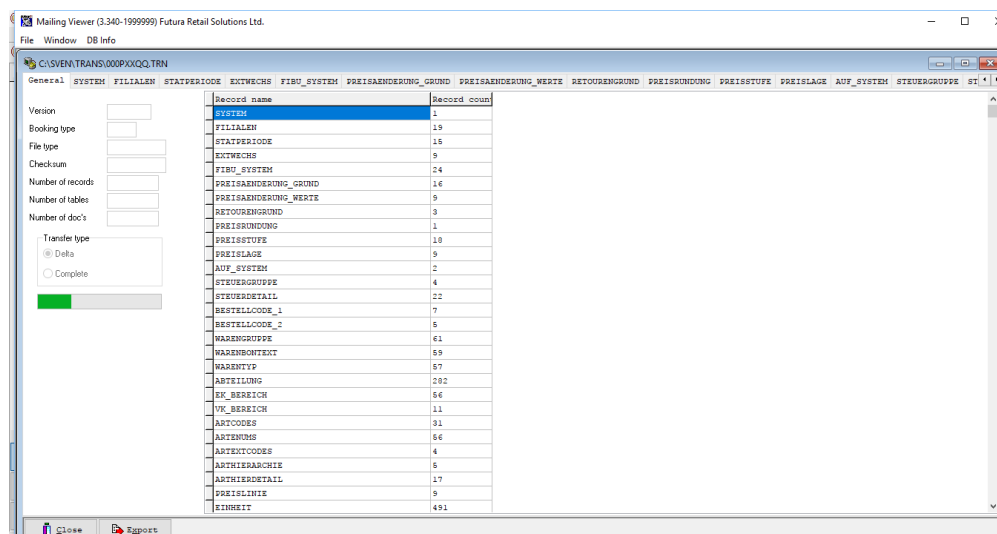 Mailing Viewer (3.340-1999999) Futura Retail Solutions Ltd.
File Window DB Info
C:\SVEN\TRANS\000PXXQQ.TRN
General SYSTEM FILIALEN STATPERIODE EXTWECHS FIBU_SYSTEM PREISAENDERUNG_GRUND PREISAENDERUNG_WERTE RETOURENGRUND PREISRUNDUNG PREISSTUFE PREISLAGE AUF_SYSTEM STEUERGRUPPE ST
Version
Booking type
File type
Checksum
Number of records
Number of tables
Number of doc's
Transfer type
Delta
Complete
Record name Record coun
SYSTEM 1
FILIALEN 19
STATPERIODE 15
EXTWECHS 9
FIBU_SYSTEM 24
PREISAENDERUNG_GRUND 16
PREISAENDERUNG_WERTE 9
RETOURENGRUND 3
PREISRUNDUNG 1
PREISSTUFE 18
PREISLAGE 9
AUF_SYSTEM 2
STEUERGRUPPE 4
STEUERDETAIL 22
BESTELLCODE_1 7
BESTELLCODE_2 5
WARENGRUPPE 61
WARENBONTEXT 59
WARENTYP 57
ABTEILUNG 282
EK_BEREICH 56
VK_BEREICH 11
ARTCODES 31
ARTENUMS 56
ARTEXTCODES 4
ARTHIERARCHIE 5
ARTHIERDETAIL 17
PREISLINIE 9
EINHEIT 491
Close Export